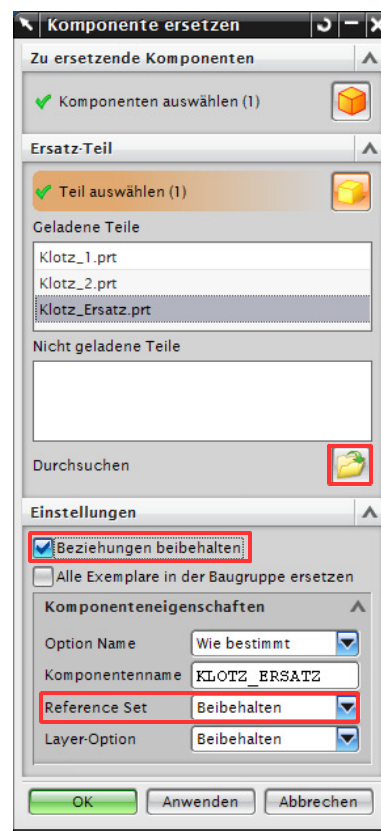 Komponente ersetzen
Zu ersetzende Komponenten
Komponenten auswählen (1)
Ersatz-Teil
Teil auswählen (1)
Geladene Teile
Klotz_1.prt
Klotz_2.prt
Klotz_Ersatz.prt
Nicht geladene Teile
Durchsuchen
Einstellungen
Beziehungen beibehalten
Alle Exemplare in der Baugruppe ersetzen
Komponenteneigenschaften
Option Name Wie bestimmt
Komponentenname KLOTZ_ERSATZ
Reference Set Beibehalten
Layer-Option Beibehalten
OK Anwenden Abbrechen